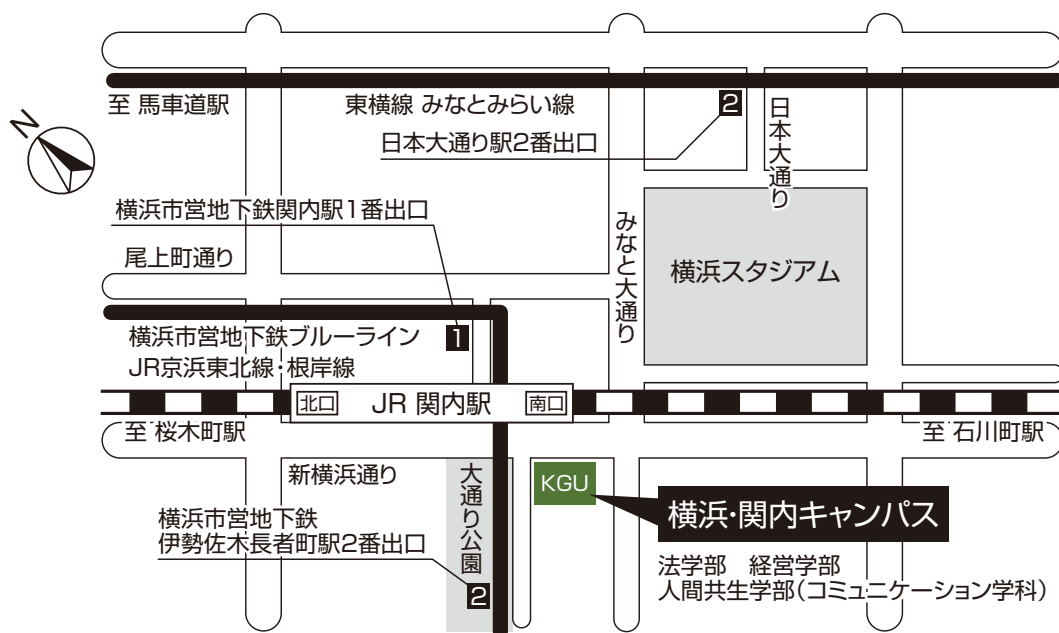 N
至 馬車道駅
東横線 みなとみらい線
2
日本大通り駅2番出口
日本大通り
横浜市営地下鉄関内駅1番出口
尾上町通り
みなと大通り
横浜スタジアム
横浜市営地下鉄ブルーライン
1
JR京浜東北線・根岸線
北口
JR 関内駅
南口
至 桜木町駅
至 石川町駅
新横浜通り
大通り公園
KGU
横浜・関内キャンパス
横浜市営地下鉄
伊勢佐木長者町駅2番出口
2
法学部　経営学部
人間共生学部(コミュニケーション学科)